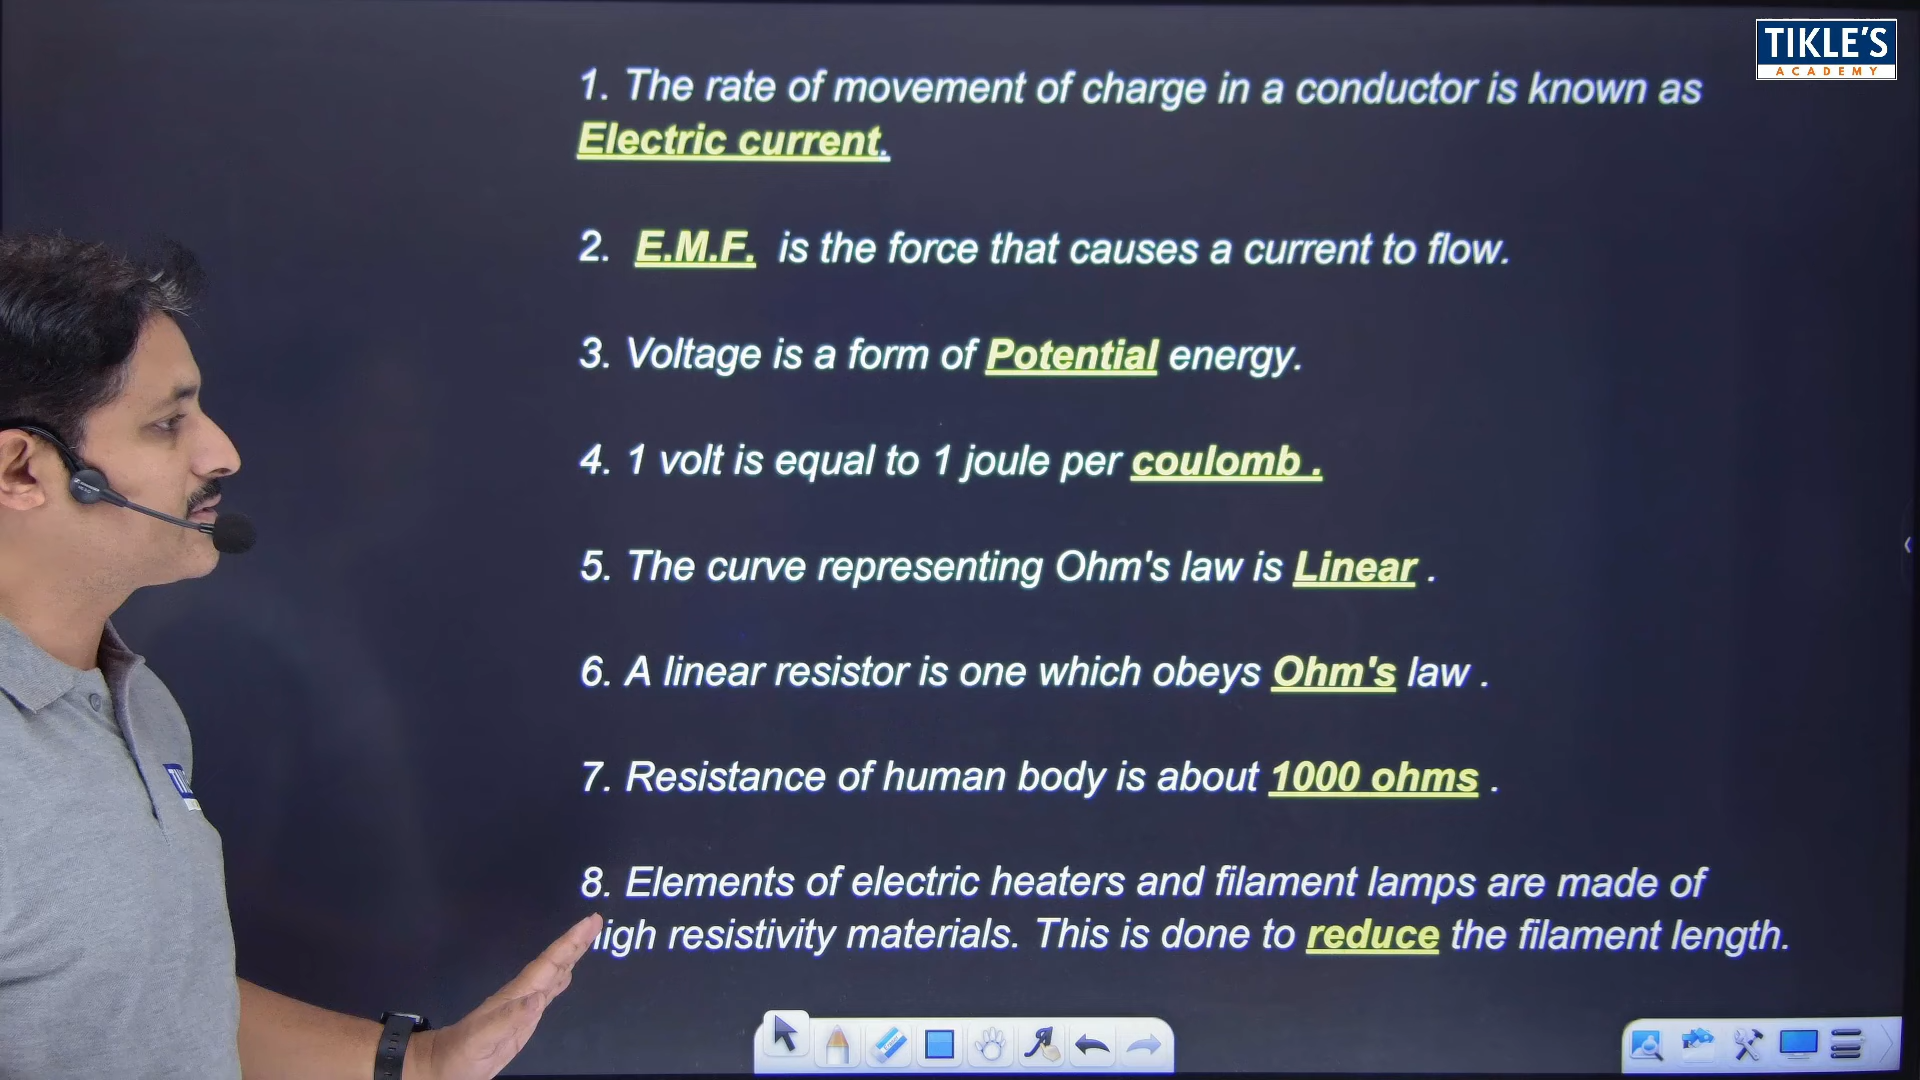 TIKLE'S
ACADEMY
1. The rate of movement of charge in a conductor is known as
Electric current.
2. E.M.F. is the force that causes a current to flow.
3. Voltage is a form of Potential energy.
4. 1 volt is equal to 1 joule per coulomb .
5. The curve representing Ohm's law is Linear .
6. A linear resistor is one which obeys Ohm's law .
7. Resistance of human body is about 1000 ohms .
8. Elements of electric heaters and filament lamps are made of
high resistivity materials. This is done to reduce the filament length.